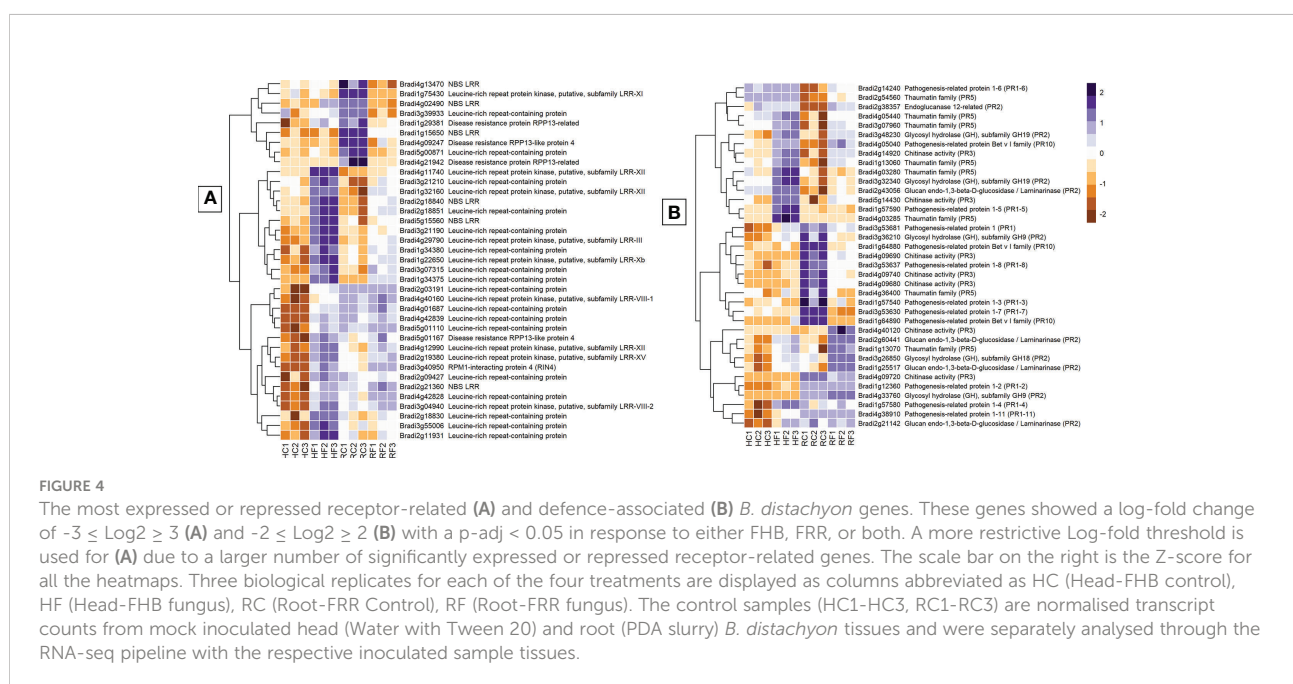 A
Bradi4g13470 NBS LRR
Bradi1g75430 Leucine-rich repeat protein kinase, putative, subfamily LRR-XI
Bradi4g02490 NBS LRR
Bradi3g39933 Leucine-rich repeat-containing protein
Bradi1g29381 Disease resistance protein RPP13-related
Bradi1g15650 NBS LRR
Bradi4g09247 Disease resistance RPP13-like protein 4
Bradi5g00871 Leucine-rich repeat-containing protein
Bradi4g21942 Disease resistance protein RPP13-related
Bradi4g11740 Leucine-rich repeat protein kinase, putative, subfamily LRR-XII
Bradi3g21210 Leucine-rich repeat-containing protein
Bradi1g32160 Leucine-rich repeat protein kinase, putative, subfamily LRR-XII
Bradi2g18840 NBS LRR
Bradi2g18851 Leucine-rich repeat-containing protein
Bradi5g15560 NBS LRR
Bradi3g21190 Leucine-rich repeat-containing protein
Bradi4g29790 Leucine-rich repeat protein kinase, putative, subfamily LRR-III
Bradi1g34380 Leucine-rich repeat-containing protein
Bradi1g22650 Leucine-rich repeat protein kinase, putative, subfamily LRR-Xb
Bradi3g07315 Leucine-rich repeat-containing protein
Bradi1g34375 Leucine-rich repeat-containing protein
Bradi2g03191 Leucine-rich repeat-containing protein
Bradi4g40160 Leucine-rich repeat protein kinase, putative, subfamily LRR-VIII-1
Bradi4g01687 Leucine-rich repeat-containing protein
Bradi4g42839 Leucine-rich repeat-containing protein
Bradi5g01110 Leucine-rich repeat-containing protein
Bradi5g01167 Disease resistance RPP13-like protein 4
Bradi4g12990 Leucine-rich repeat protein kinase, putative, subfamily LRR-XII
Bradi2g19380 Leucine-rich repeat protein kinase, putative, subfamily LRR-XV
Bradi3g40950 RPM1-interacting protein 4 (RIN4)
Bradi2g09427 Leucine-rich repeat-containing protein
Bradi2g21360 NBS LRR
Bradi4g42828 Leucine-rich repeat-containing protein
Bradi3g04940 Leucine-rich repeat protein kinase, putative, subfamily LRR-VIII-2
Bradi2g18830 Leucine-rich repeat-containing protein
Bradi3g55006 Leucine-rich repeat-containing protein
Bradi2g11931 Leucine-rich repeat-containing protein
HC1 HC2 HC3 HF1 HF2 HF3 RC1 RC2 RC3 RF1 RF2 RF3
B
Bradi2g14240 Pathogenesis-related protein 1-6 (PR1-6)
Bradi2g54560 Thaumatin family (PR5)
Bradi2g38357 Endoglucanase 12-related (PR2)
Bradi4g05440 Thaumatin family (PR5)
Bradi3g07960 Thaumatin family (PR5)
Bradi3g48230 Glycosyl hydrolase (GH), subfamily GH19 (PR2)
Bradi4g05040 Pathogenesis-related protein Bet v I family (PR10)
Bradi4g14920 Chitinase activity (PR3)
Bradi1g13060 Thaumatin family (PR5)
Bradi4g03280 Thaumatin family (PR5)
Bradi3g32340 Glycosyl hydrolase (GH), subfamily GH19 (PR2)
Bradi2g43056 Glucan endo-1,3-beta-D-glucosidase / Laminarinase (PR2)
Bradi5g14430 Chitinase activity (PR3)
Bradi1g57590 Pathogenesis-related protein 1-5 (PR1-5)
Bradi4g03285 Thaumatin family (PR5)
Bradi3g53681 Pathogenesis-related protein 1 (PR1)
Bradi3g36210 Glycosyl hydrolase (GH), subfamily GH9 (PR2)
Bradi1g64880 Pathogenesis-related protein Bet v I family (PR10)
Bradi4g09690 Chitinase activity (PR3)
Bradi3g53637 Pathogenesis-related protein 1-8 (PR1-8)
Bradi4g09740 Chitinase activity (PR3)
Bradi4g09680 Chitinase activity (PR3)
Bradi4g36400 Thaumatin family (PR5)
Bradi1g57540 Pathogenesis-related protein 1-3 (PR1-3)
Bradi3g53630 Pathogenesis-related protein 1-7 (PR1-7)
Bradi1g64890 Pathogenesis-related protein Bet v I family (PR10)
Bradi4g40120 Chitinase activity (PR3)
Bradi2g60441 Glucan endo-1,3-beta-D-glucosidase / Laminarinase (PR2)
Bradi1g13070 Thaumatin family (PR5)
Bradi3g26850 Glycosyl hydrolase (GH), subfamily GH18 (PR2)
Bradi1g25517 Glucan endo-1,3-beta-D-glucosidase / Laminarinase (PR2)
Bradi4g09720 Chitinase activity (PR3)
Bradi1g12360 Pathogenesis-related protein 1-2 (PR1-2)
Bradi4g33760 Glycosyl hydrolase (GH), subfamily GH9 (PR2)
Bradi1g57580 Pathogenesis-related protein 1-4 (PR1-4)
Bradi4g38910 Pathogenesis-related protein 1-11 (PR1-11)
Bradi2g21142 Glucan endo-1,3-beta-D-glucosidase / Laminarinase (PR2)
HC1 HC2 HC3 HF1 HF2 HF3 RC1 RC2 RC3 RF1 RF2 RF3
2
1
0
-1
-2
FIGURE 4
The most expressed or repressed receptor-related (A) and defence-associated (B) B. distachyon genes. These genes showed a log-fold change
of -3 ≤ Log2 ≥ 3 (A) and -2 ≤ Log2 ≥ 2 (B) with a p-adj < 0.05 in response to either FHB, FRR, or both. A more restrictive Log-fold threshold is
used for (A) due to a larger number of significantly expressed or repressed receptor-related genes. The scale bar on the right is the Z-score for
all the heatmaps. Three biological replicates for each of the four treatments are displayed as columns abbreviated as HC (Head-FHB control),
HF (Head-FHB fungus), RC (Root-FRR Control), RF (Root-FRR fungus). The control samples (HC1-HC3, RC1-RC3) are normalised transcript
counts from mock inoculated head (Water with Tween 20) and root (PDA slurry) B. distachyon tissues and were separately analysed through the
RNA-seq pipeline with the respective inoculated sample tissues.